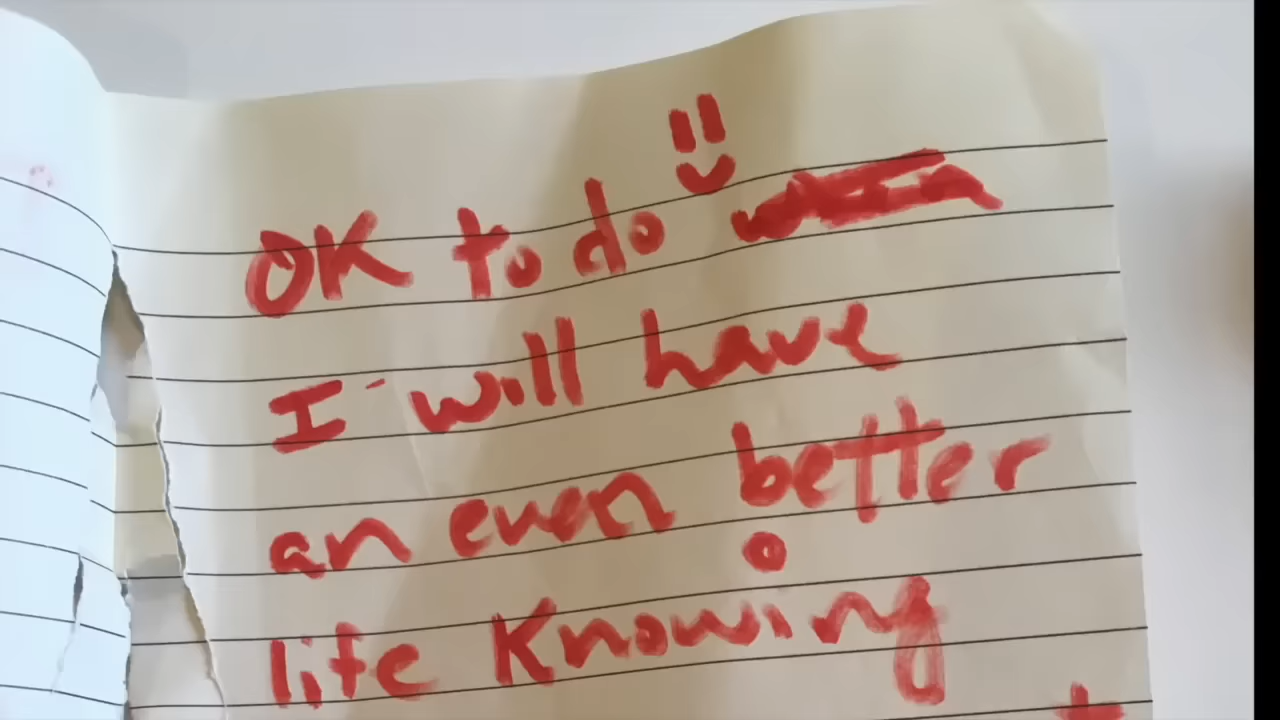 OK to do
I will have
an even better
life Knowing